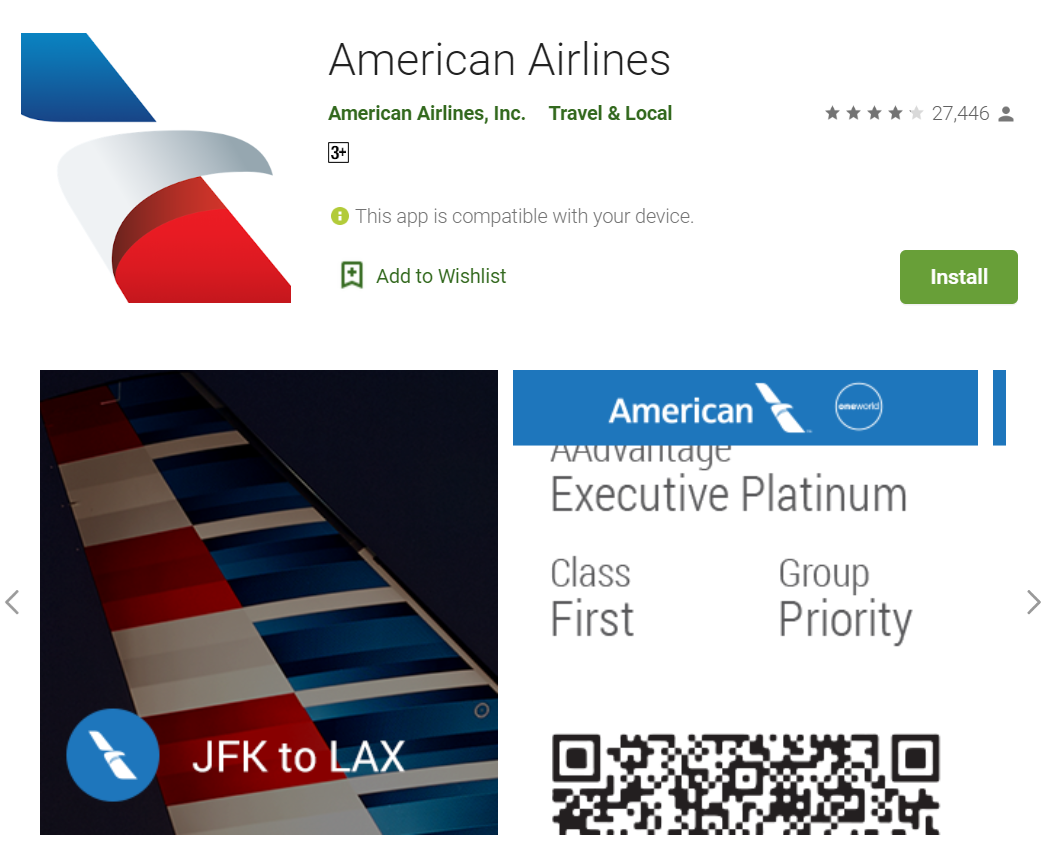 American Airlines
American Airlines, Inc. Travel & Local
27,446
3+
This app is compatible with your device.
Add to Wishlist
Install
American
oneworld
AAdvantage
Executive Platinum
Class
Group
First
Priority
JFK to LAX